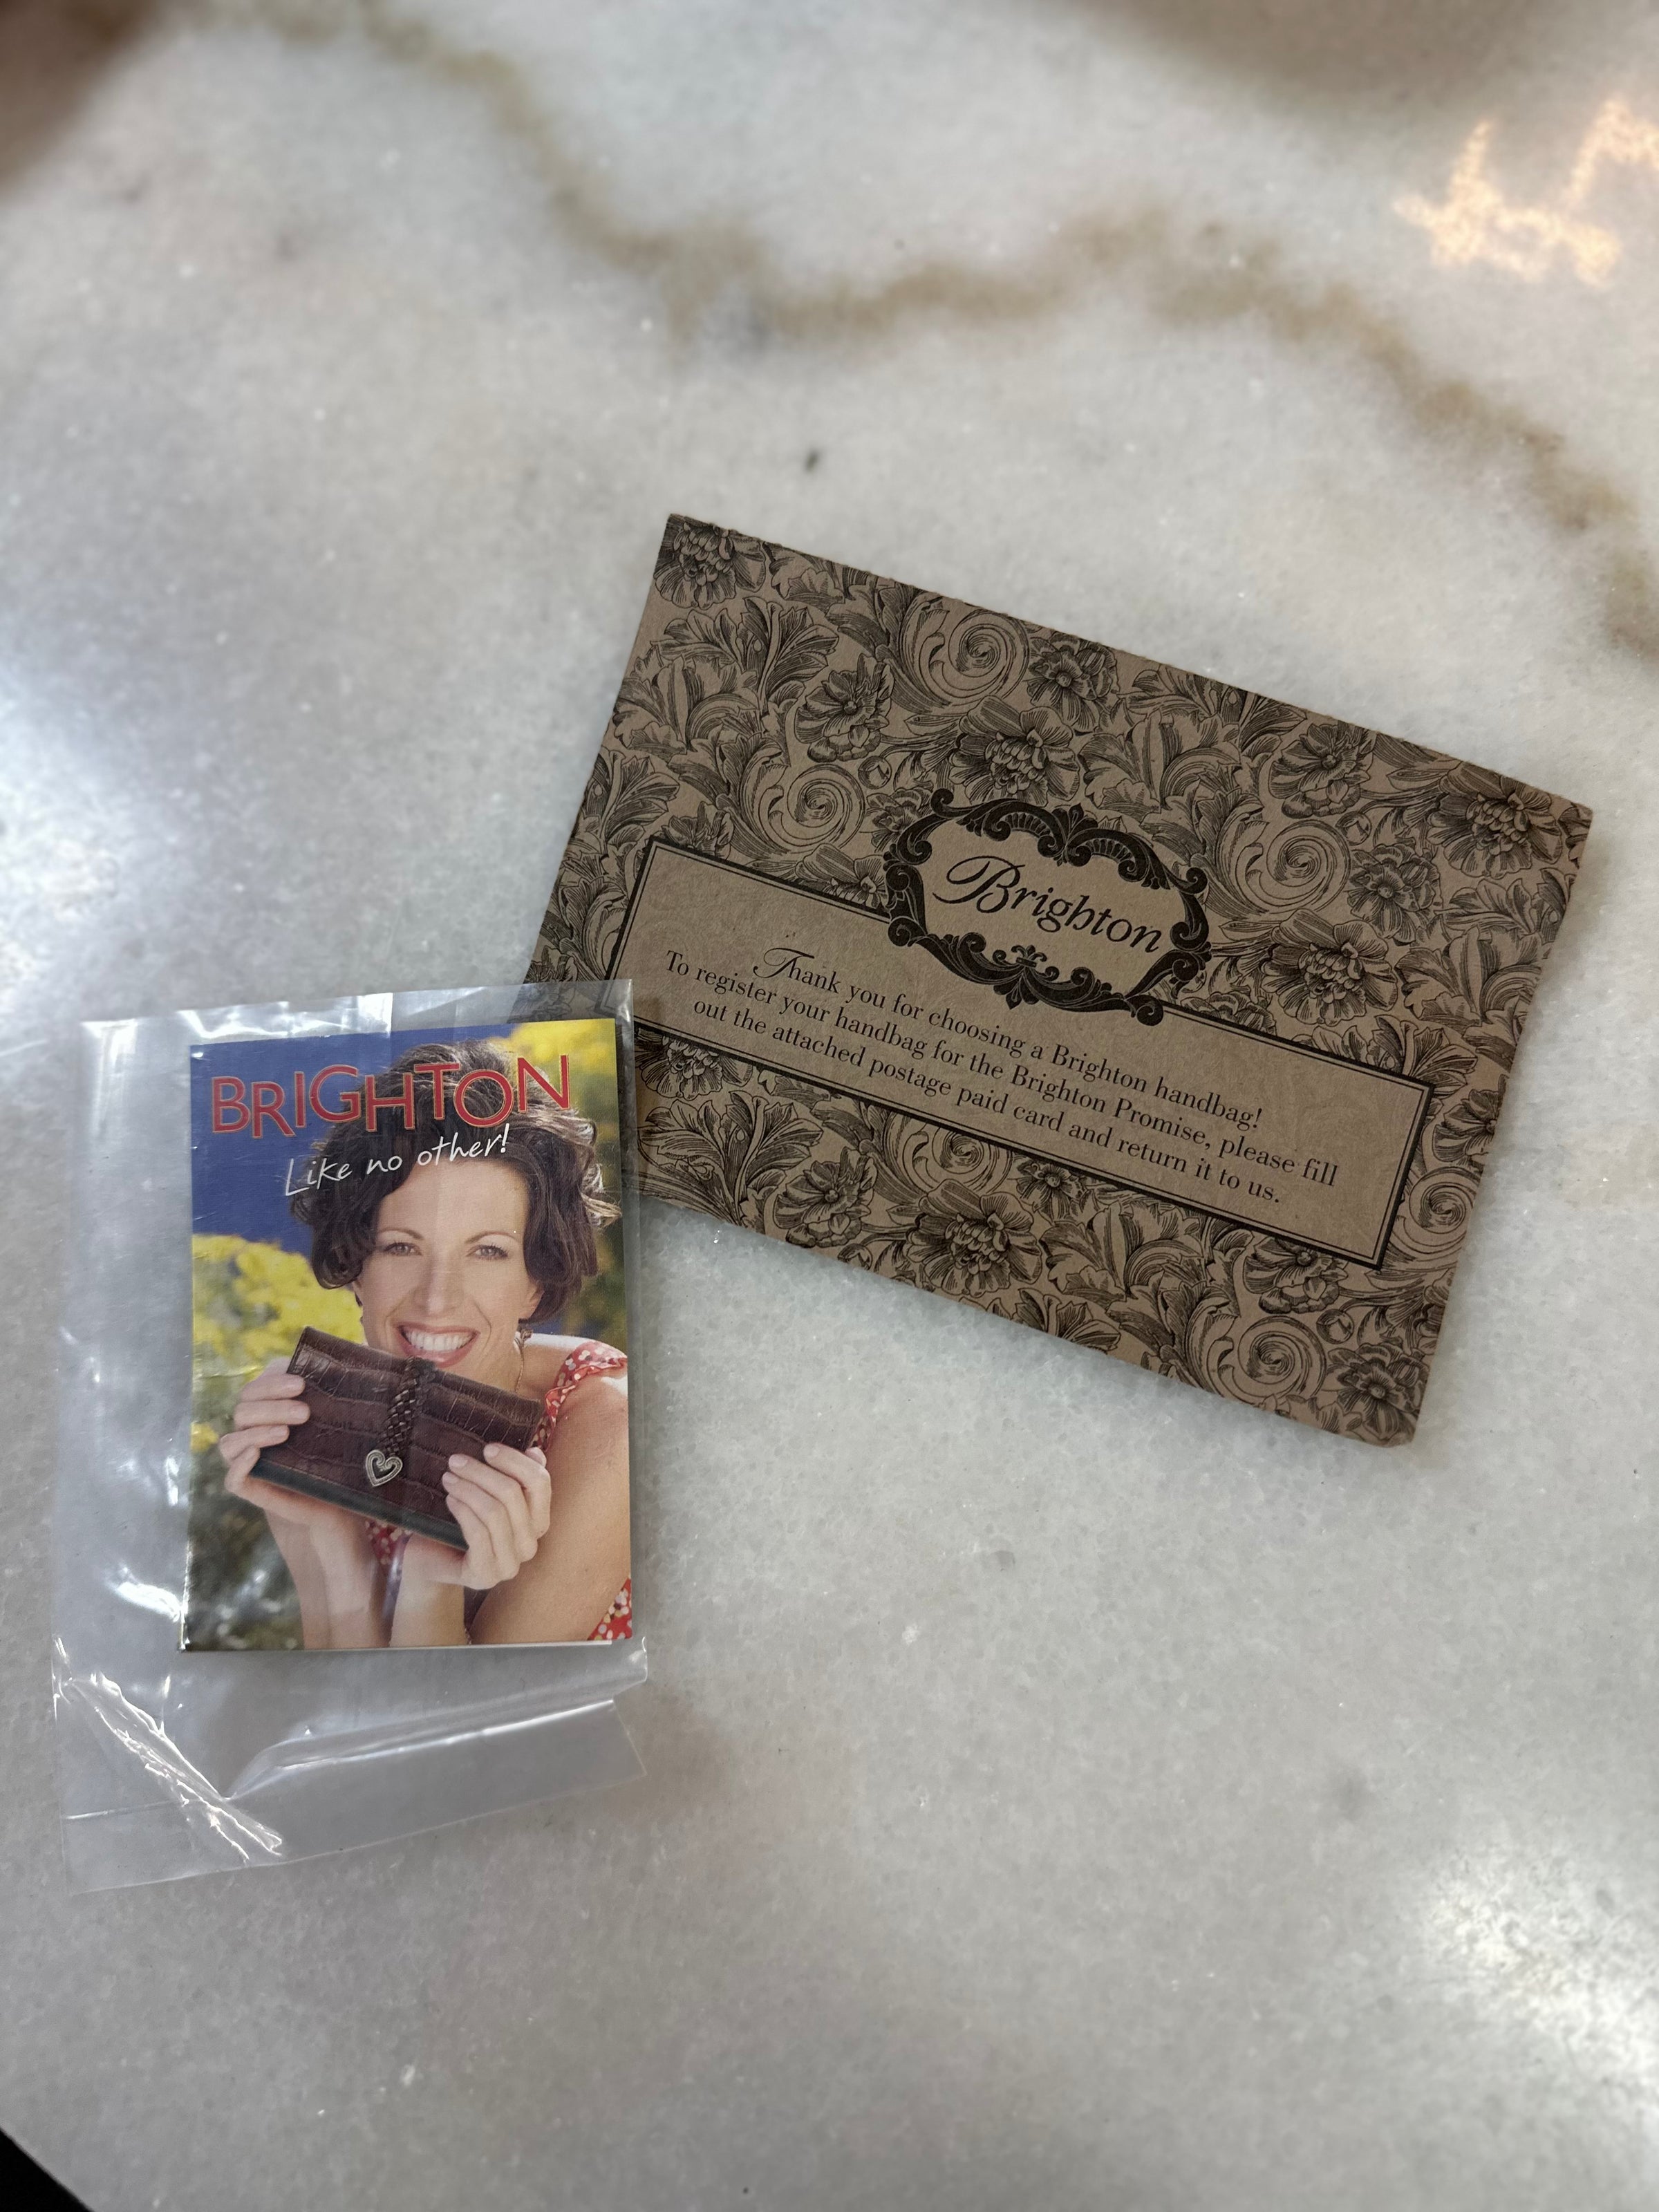 Brighton
Thank you for choosing a Brighton handbag!
To register your handbag for the Brighton Promise, please fill
out the attached postage paid card and return it to us.
BRIGHTON
Like no other!